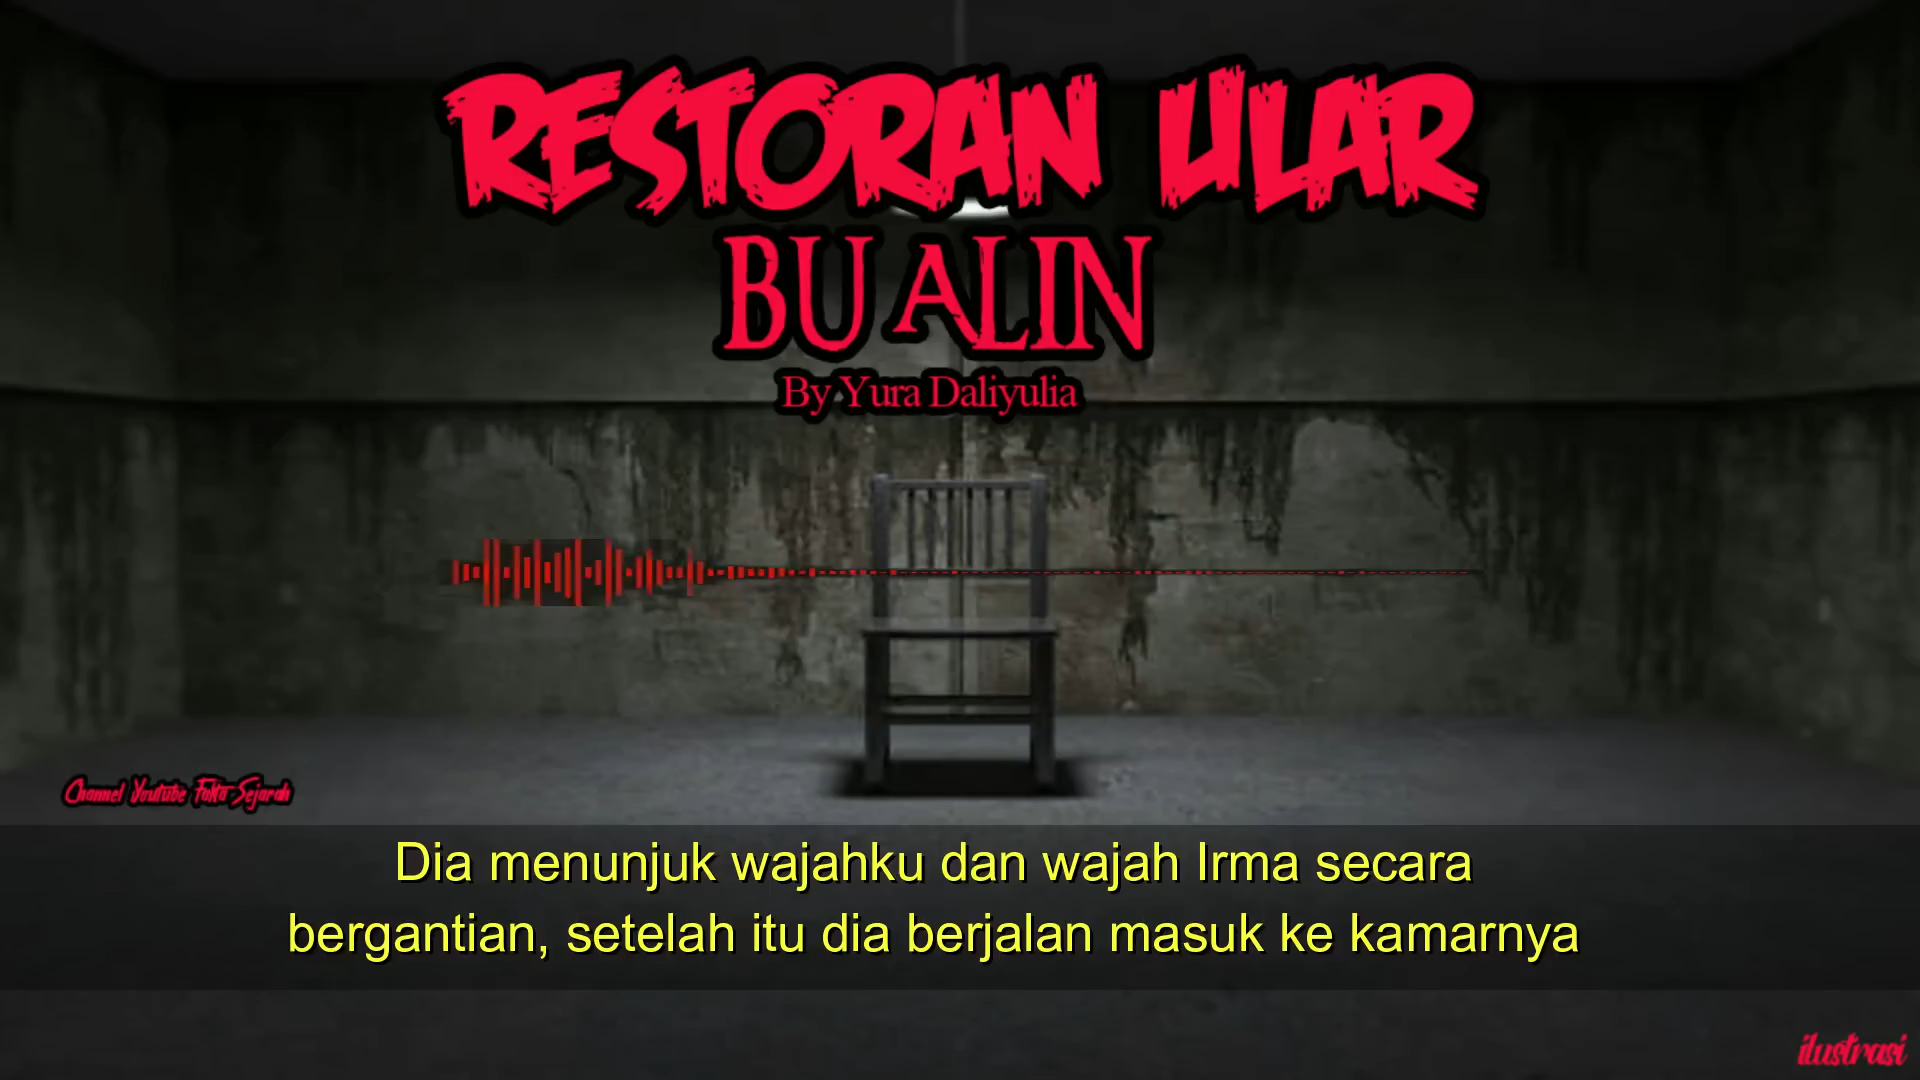 RESTORAN ULAR
BU ALIN
By Yura Daliyulia
Channel Youtube Fakta Sejarah
Dia menunjuk wajahku dan wajah Irma secara
bergantian, setelah itu dia berjalan masuk ke kamarnya
ilustrasi